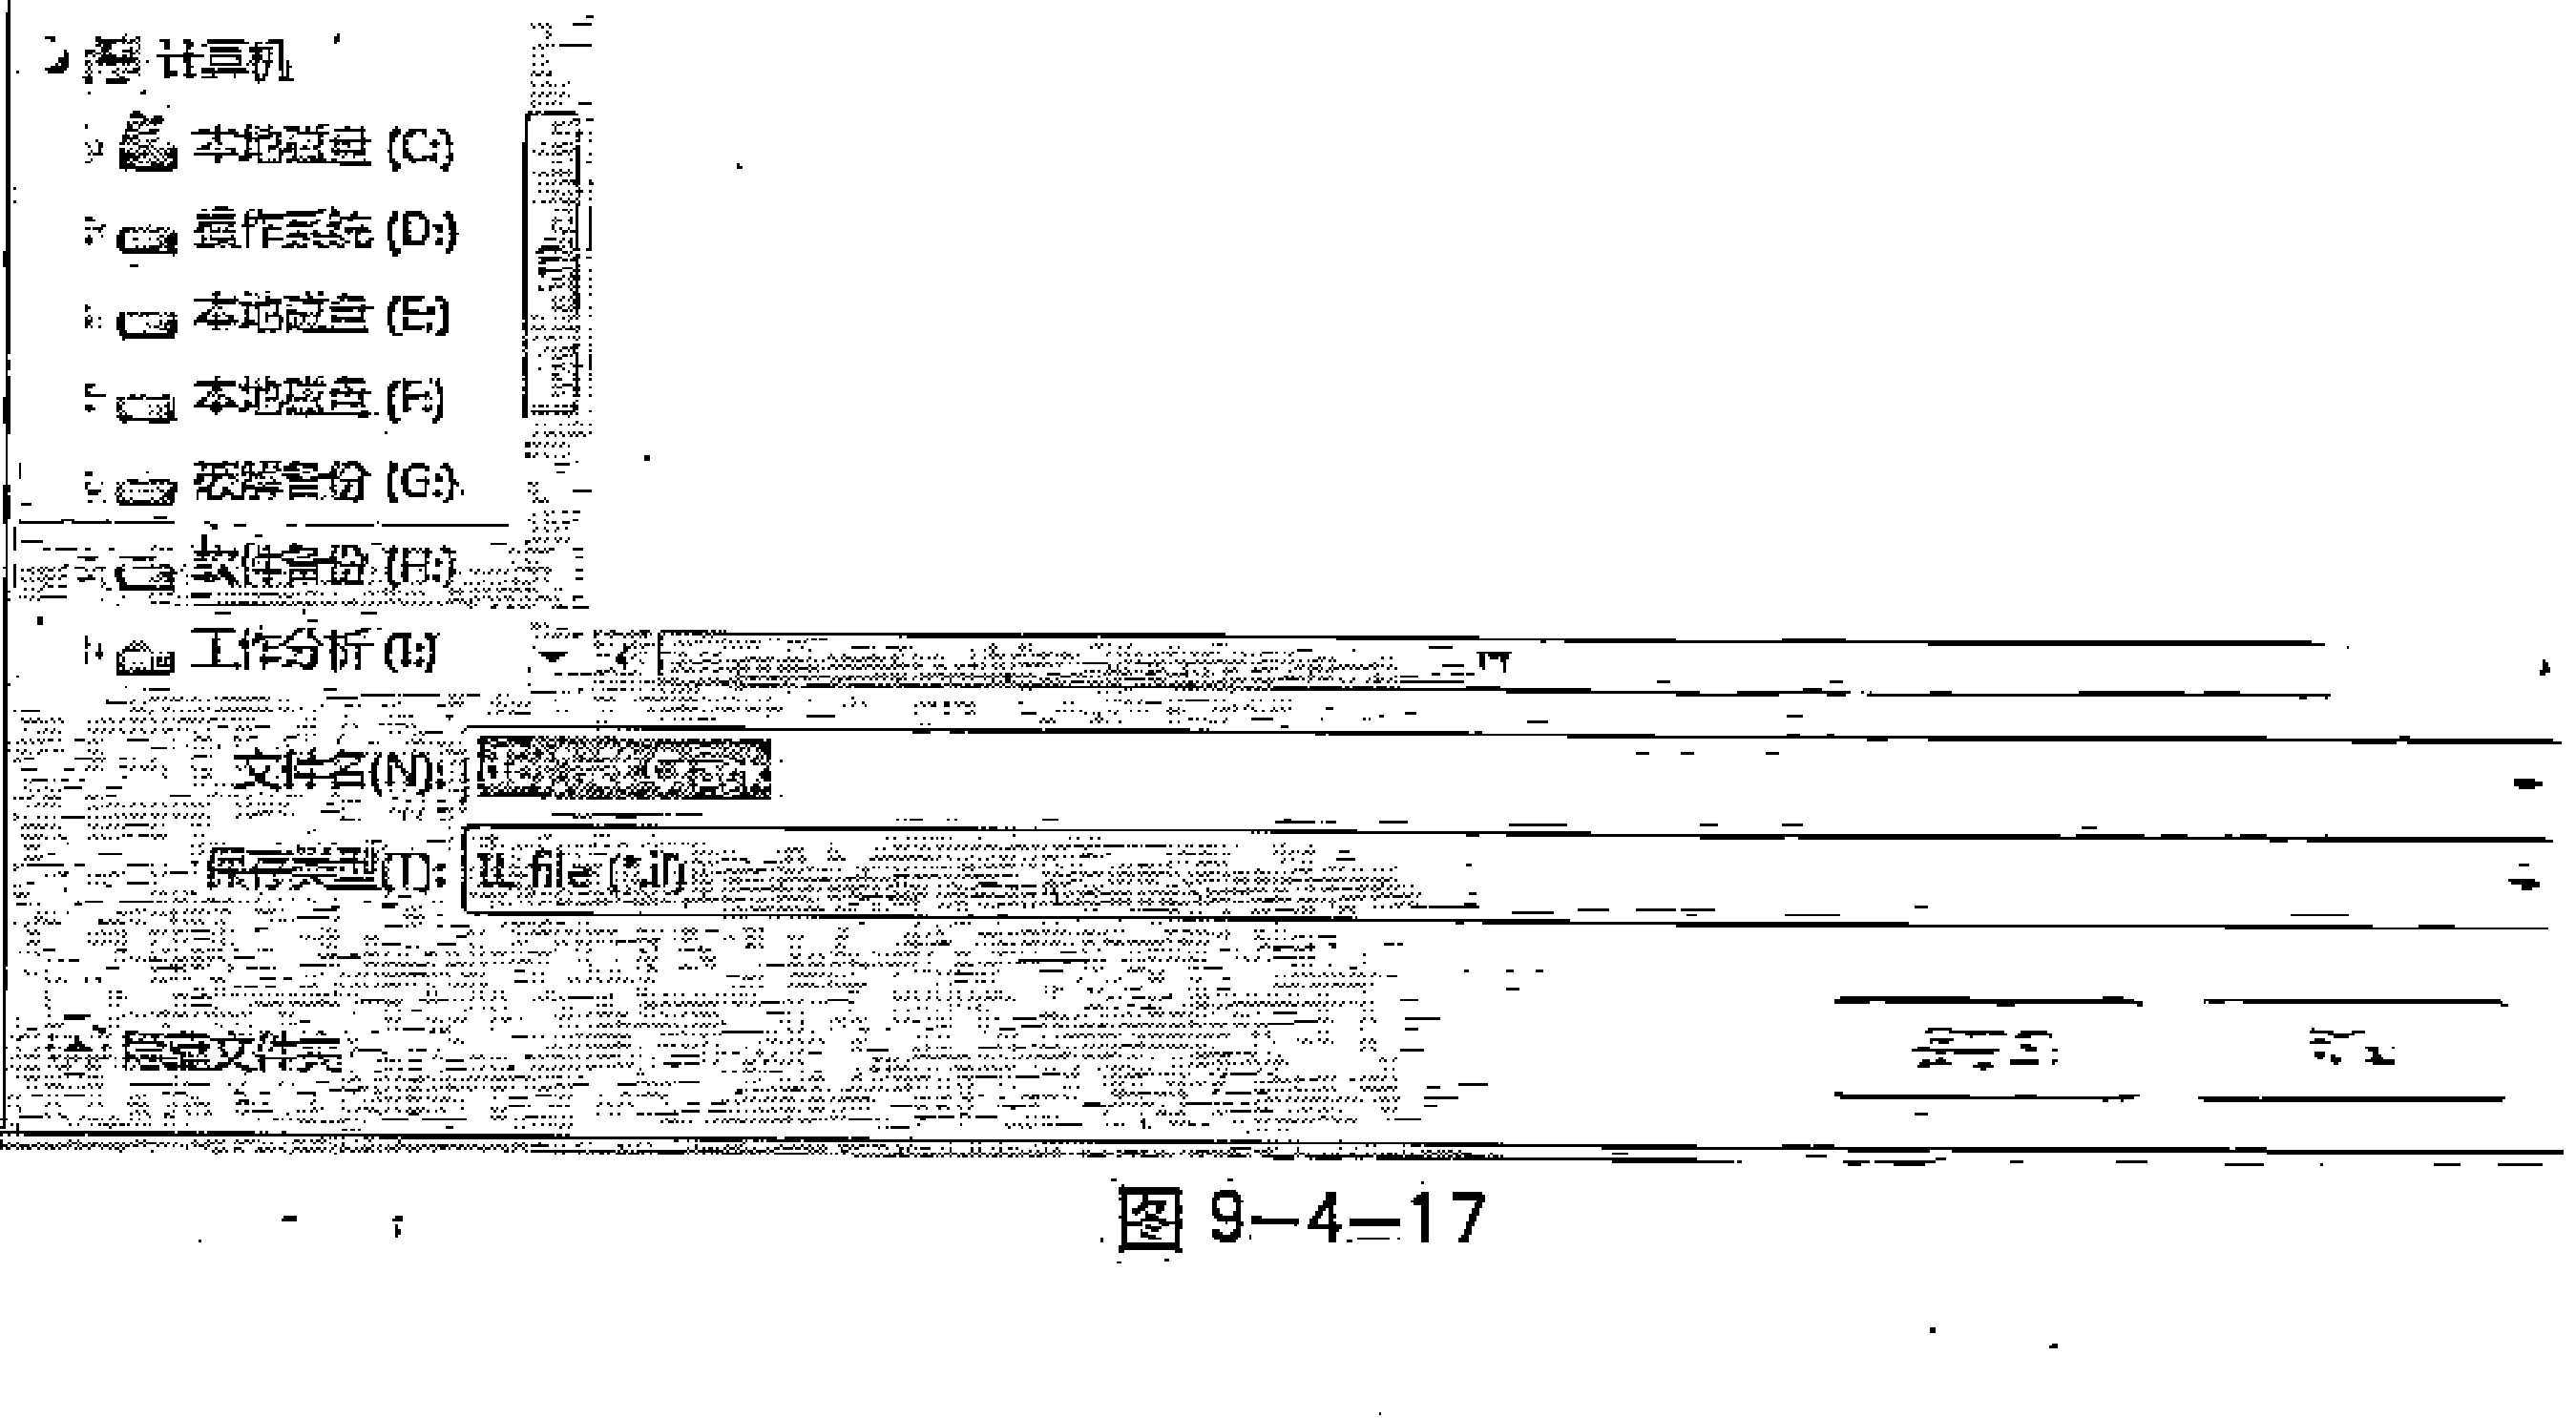 计算机
本地磁盘 (C:)
操作系统 (D:)
本地磁盘 (E:)
本地磁盘 (F:)
备份 (G:)
软件备份 (H:)
工作分析 (I:)
文件名(N):
保存类型(T): IL file (*.il)
隐藏文件夹
图 9-4-17